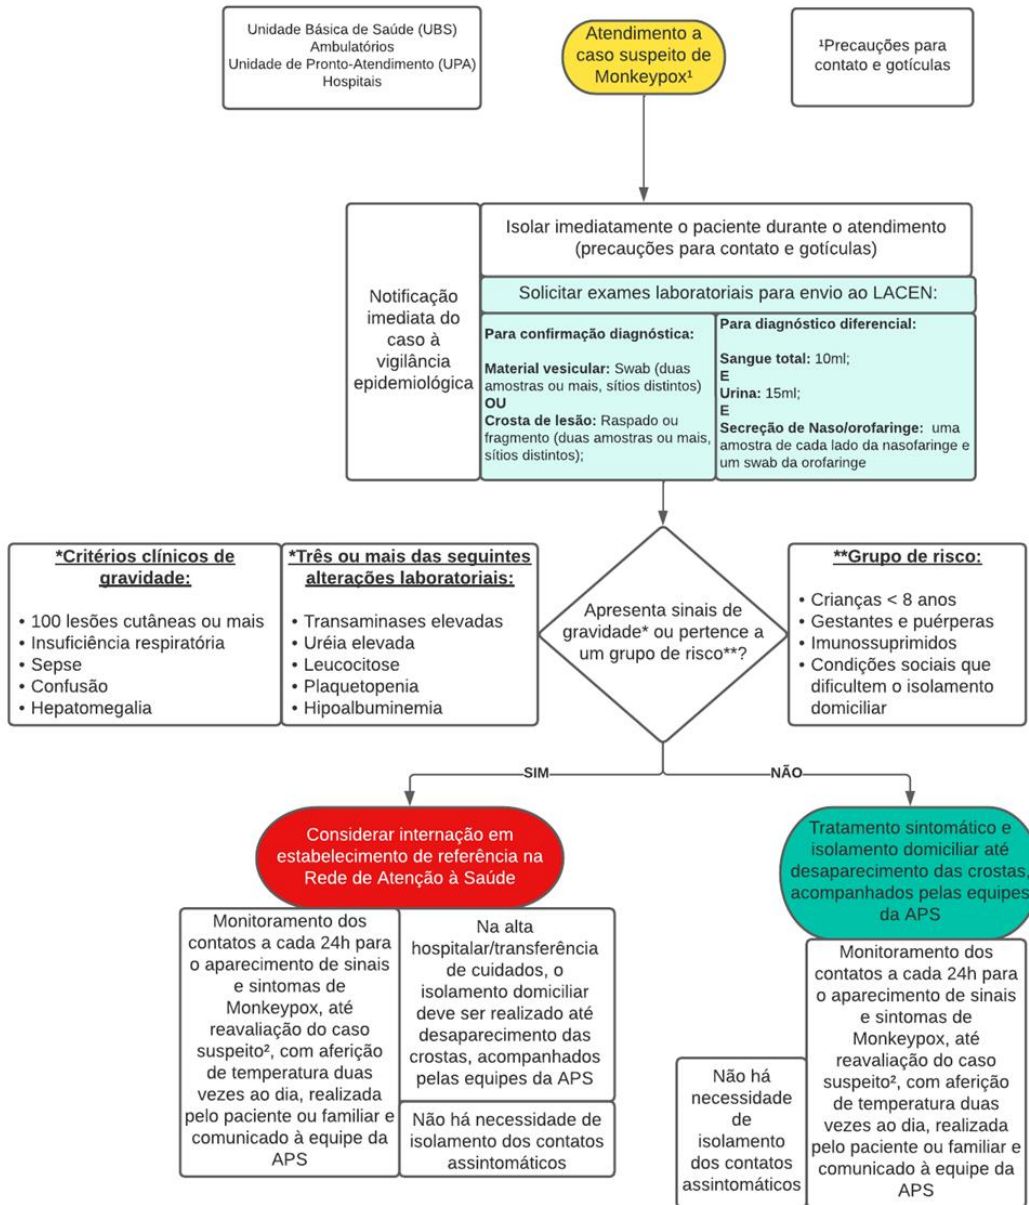 Unidade Básica de Saúde (UBS)
Ambulatórios
Unidade de Pronto-Atendimento (UPA)
Hospitais
Atendimento a
caso suspeito de
Monkeypox¹
¹Precauções para
contato e gotículas
Notificação
imediata do
caso à
vigilância
epidemiológica
Isolar imediatamente o paciente durante o atendimento
(precauções para contato e gotículas)
Solicitar exames laboratoriais para envio ao LACEN:
Para confirmação diagnóstica:
Material vesicular: Swab (duas
amostras ou mais, sítios distintos)
OU
Crosta de lesão: Raspado ou
fragmento (duas amostras ou mais,
sítios distintos);
Para diagnóstico diferencial:
Sangue total: 10ml;
E
Urina: 15ml;
E
Secreção de Naso/orofaringe: uma
amostra de cada lado da nasofaringe e
um swab da orofaringe
*Critérios clínicos de
gravidade:
• 100 lesões cutâneas ou mais
• Insuficiência respiratória
• Sepse
• Confusão
• Hepatomegalia
*Três ou mais das seguintes
alterações laboratoriais:
• Transaminases elevadas
• Uréia elevada
• Leucocitose
• Plaquetopenia
• Hipoalbuminemia
Apresenta sinais de
gravidade* ou pertence a
um grupo de risco**?
**Grupo de risco:
• Crianças < 8 anos
• Gestantes e puérperas
• Imunossuprimidos
• Condições sociais que
dificultem o isolamento
domiciliar
SIM
NÃO
Considerar internação em
estabelecimento de referência na
Rede de Atenção à Saúde
Monitoramento dos
contatos a cada 24h para
o aparecimento de sinais
e sintomas de
Monkeypox, até
reavaliação do caso
suspeito², com aferição
de temperatura duas
vezes ao dia, realizada
pelo paciente ou familiar e
comunicado à equipe da
APS
Na alta
hospitalar/transferência
de cuidados, o
isolamento domiciliar
deve ser realizado até
desaparecimento das
crostas, acompanhados
pelas equipes da APS
Não há necessidade de
isolamento dos contatos
assintomáticos
Tratamento sintomático e
isolamento domiciliar até
desaparecimento das crostas,
acompanhados pelas equipes
da APS
Não há
necessidade
de
isolamento
dos contatos
assintomáticos
Monitoramento dos
contatos a cada 24h para
o aparecimento de sinais
e sintomas de
Monkeypox, até
reavaliação do caso
suspeito², com aferição
de temperatura duas
vezes ao dia, realizada
pelo paciente ou familiar e
comunicado à equipe da
APS